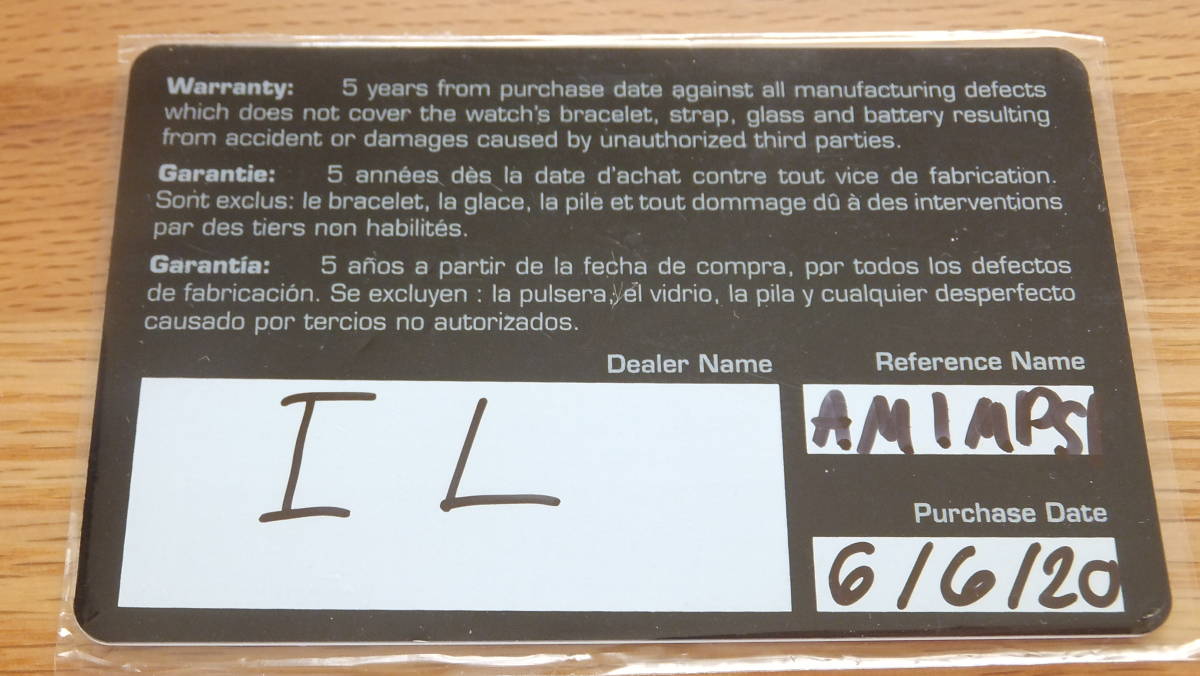 Warranty: 5 years from purchase date against all manufacturing defects
which does not cover the watch's bracelet, strap, glass and battery resulting
from accident or damages caused by unauthorized third parties.
Garantie: 5 années dès la date d'achat contre tout vice de fabrication.
Sont exclus: le bracelet, la glace, la pile et tout dommage dû à des interventions
par des tiers non habilités.
Garantía: 5 años a partir de la fecha de compra, por todos los defectos
de fabricación. Se excluyen : la pulsera, el vidrio, la pila y cualquier desperfecto
causado por tercios no autorizados.
Dealer Name
Reference Name
I L
AM1MPS1
Purchase Date
6/6/20